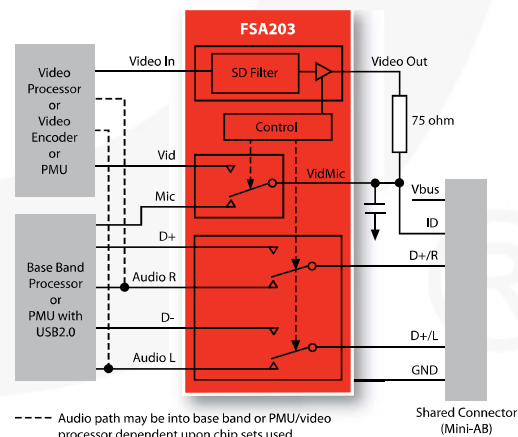 FSA203
Video In
SD Filter
Video Out
Video
Processor
or
Video
Encoder
or
PMU
Control
75 ohm
Vid
VidMic
Mic
Vbus
ID
D+
D+/R
Base Band
Processor
or
PMU with
USB2.0
Audio R
D-
D+/L
Audio L
GND
Shared Connector
(Mini-AB)
Audio path may be into base band or PMU/video
processor dependent upon chip sets used